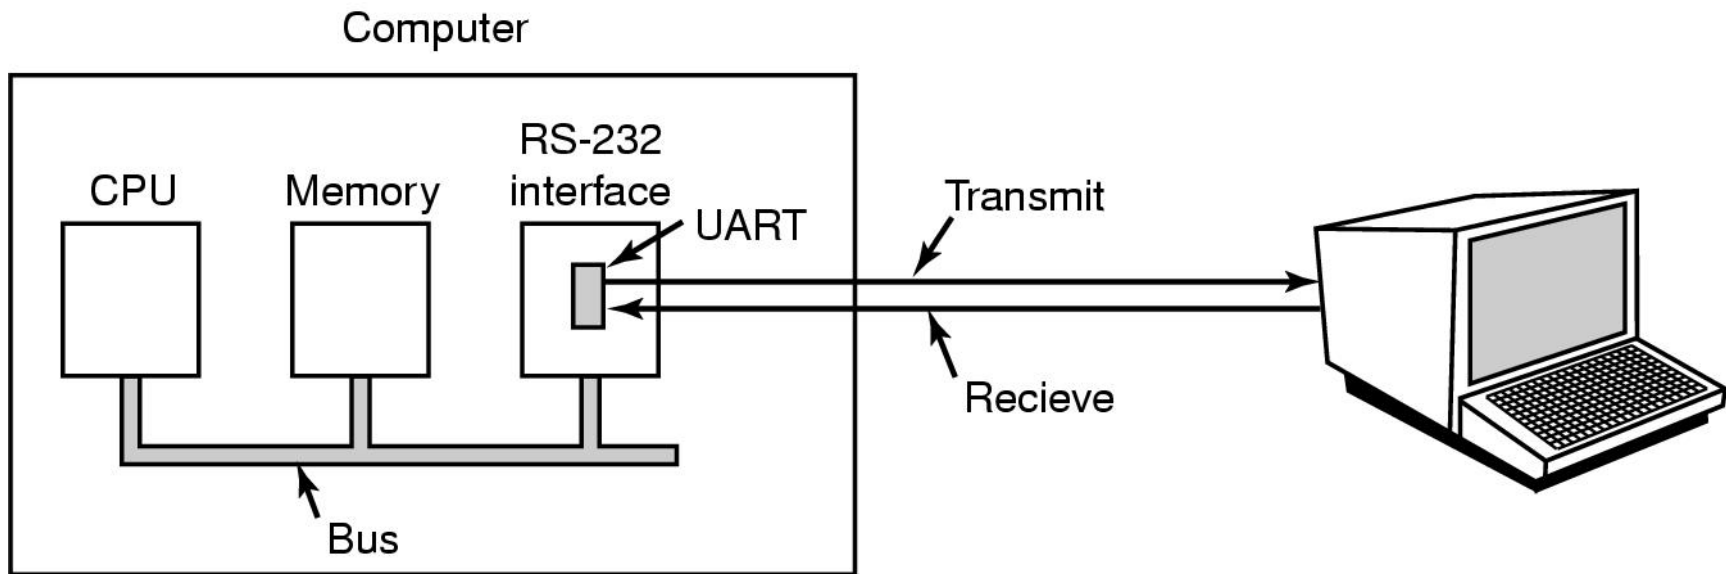 Computer
RS-232
CPU
Memory
interface
UART
Transmit
Recieve
Bus